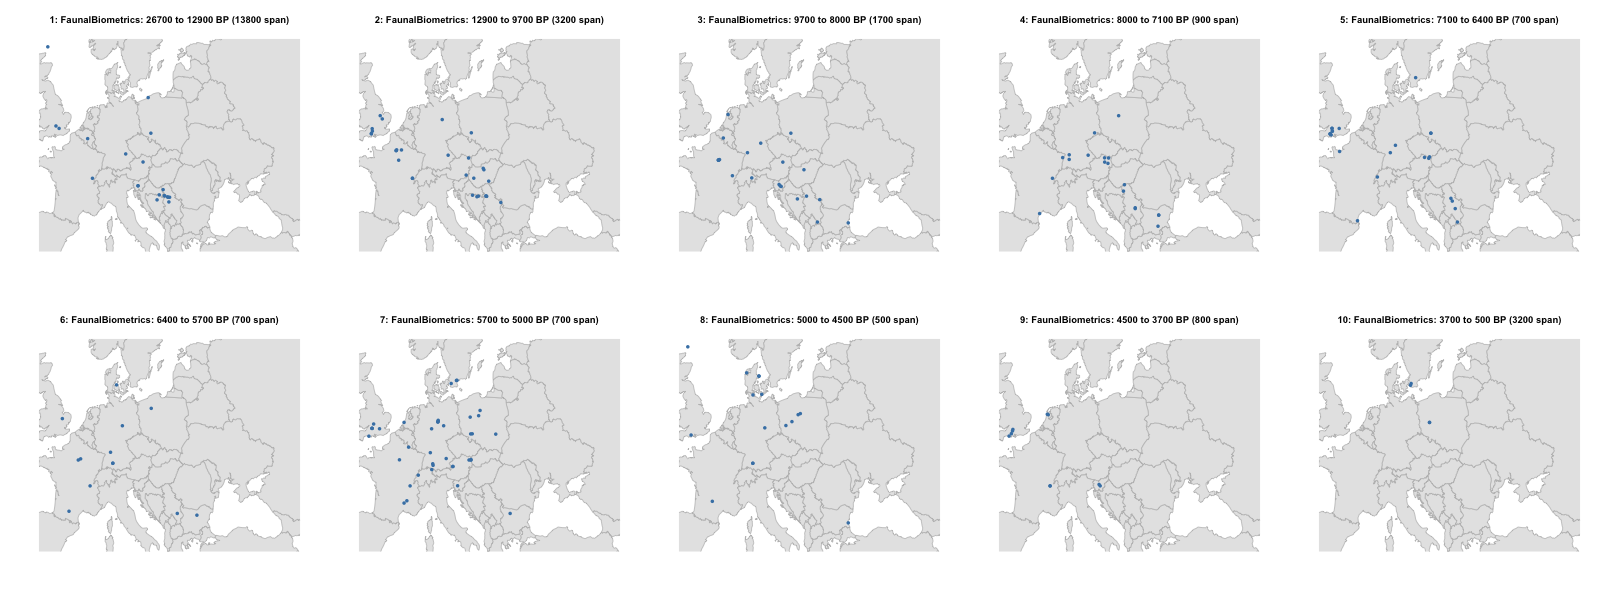 1: FaunalBiometrics: 26700 to 12900 BP (13800 span)
2: FaunalBiometrics: 12900 to 9700 BP (3200 span)
3: FaunalBiometrics: 9700 to 8000 BP (1700 span)
4: FaunalBiometrics: 8000 to 7100 BP (900 span)
5: FaunalBiometrics: 7100 to 6400 BP (700 span)
6: FaunalBiometrics: 6400 to 5700 BP (700 span)
7: FaunalBiometrics: 5700 to 5000 BP (700 span)
8: FaunalBiometrics: 5000 to 4500 BP (500 span)
9: FaunalBiometrics: 4500 to 3700 BP (800 span)
10: FaunalBiometrics: 3700 to 500 BP (3200 span)